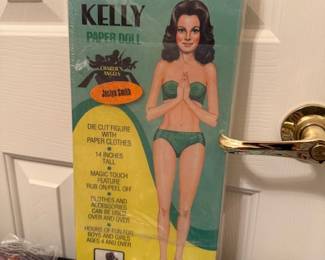 KELLY
PAPER DOLL
CHARLIE'S
ANGELS
Jaclyn Smith
DIE CUT FIGURE
WITH
PAPER CLOTHES
14 INCHES
TALL
MAGIC TOUCH
FEATURE
RUB ON/PEEL OFF
CLOTHES AND
ACCESSORIES
CAN BE USED
OVER AND OVER
HOURS OF FUN FOR
BOYS AND GIRLS
AGES 4 AND OVER